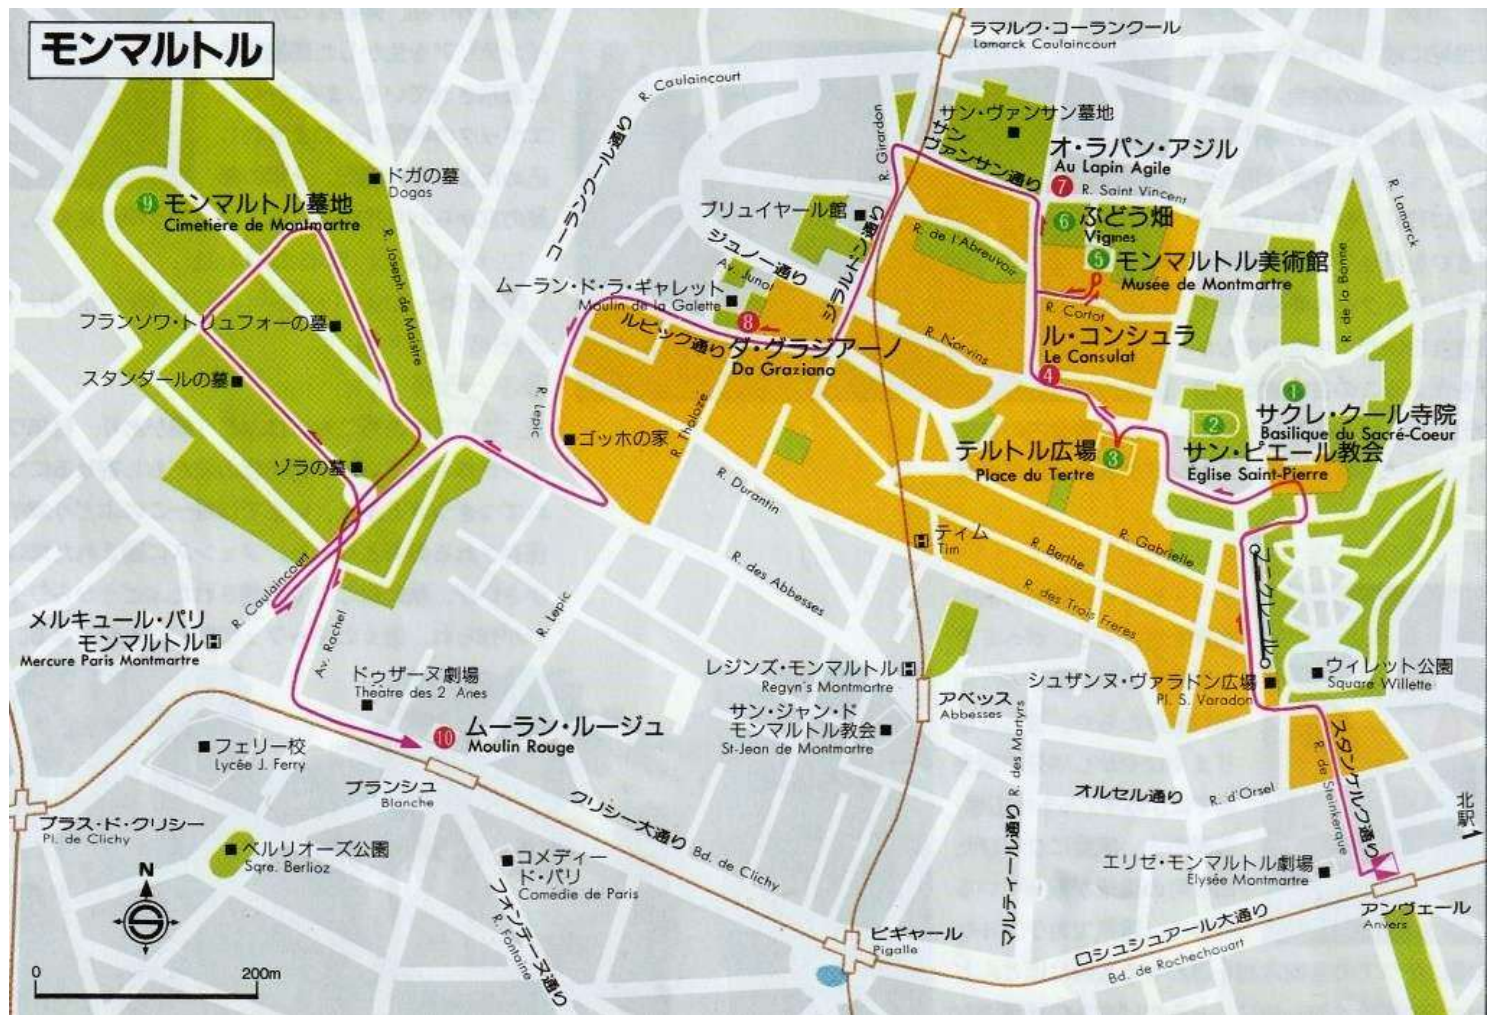 モンマルトル
ラマルク・コーランクール
Lamarck Caulaincourt
R. Caulaincourt
コーランクール通り
R. Girardon
サン・ヴァンサン墓地
サン
ヴァンサン通り
オ・ラパン・アジル
Au Lapin Agile
7
R. Saint Vincent
6
ぶどう畑
Vignes
5
モンマルトル美術館
Musée de Montmartre
R. Cortot
R. Lamarck
R. de la Bonne
ドガの墓
Dogas
9
モンマルトル墓地
Cimetiere de Montmartre
R. Joseph de Maistre
ブリュイヤール館
ジュノー通り
Av. Junot
ジラルドン通り
R. de l'Abreuvoir
ムーラン・ド・ラ・ギャレット
Moulin de la Galette
8
ルピック通り
ダ・グラジアーノ
Da Graziano
R. Norvins
ル・コンシュラ
Le Consulat
4
フランソワ・トリュフォーの墓
スタンダールの墓
R. Lepic
R. Tholoze
ゴッホの家
1
サクレ・クール寺院
Basilique du Sacré-Coeur
2
サン・ピエール教会
Église Saint-Pierre
テルトル広場
Place du Tertre
3
ゾラの墓
R. Durantin
ティム
Tim
R. Berthe
R. Gabrielle
R. des Trois Freres
フニクレール
R. des Abbesses
R. Caulaincourt
R. Lepic
メルキュール・パリ
モンマルトル
Mercure Paris Montmartre
Av. Rachel
ドゥザーヌ劇場
Théatre des 2 Anes
レジンズ・モンマルトル
Regyn's Montmartre
シュザンヌ・ヴァラドン広場
Pl. S. Varadon
ウィレット公園
Square Willette
アベッス
Abbesses
サン・ジャン・ド
モンマルトル教会
St-Jean de Montmartre
10
ムーラン・ルージュ
Moulin Rouge
フェリー校
Lycée J. Ferry
ブランシュ
Blanche
マルティール通り R. des Martyrs
オルセル通り R. d'Orsel
スタンケルク通り
R. de Steinkerque
北駅
プラス・ド・クリシー
Pl. de Clichy
クリシー大通り Bd. de Clichy
ベルリオーズ公園
Sqre. Berlioz
コメディー
ド・パリ
Comédie de Paris
フォンテーヌ通り
R. Fontaine
エリゼ・モンマルトル劇場
Elysée Montmartre
アンヴェール
Anvers
ピギャール
Pigalle
ロシュシュアール大通り
Bd. de Rochechouart
N
0 200m